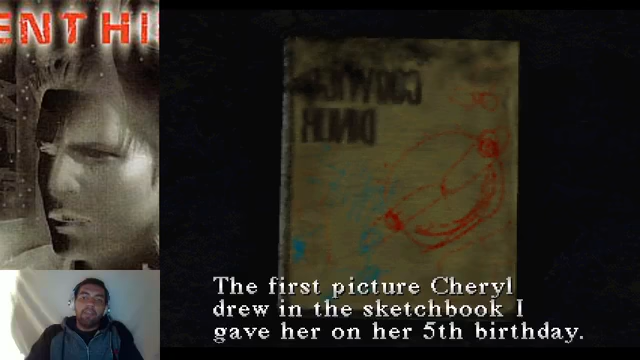 ENT HI
The first picture Cheryl
drew in the sketchbook I
gave her on her 5th birthday.